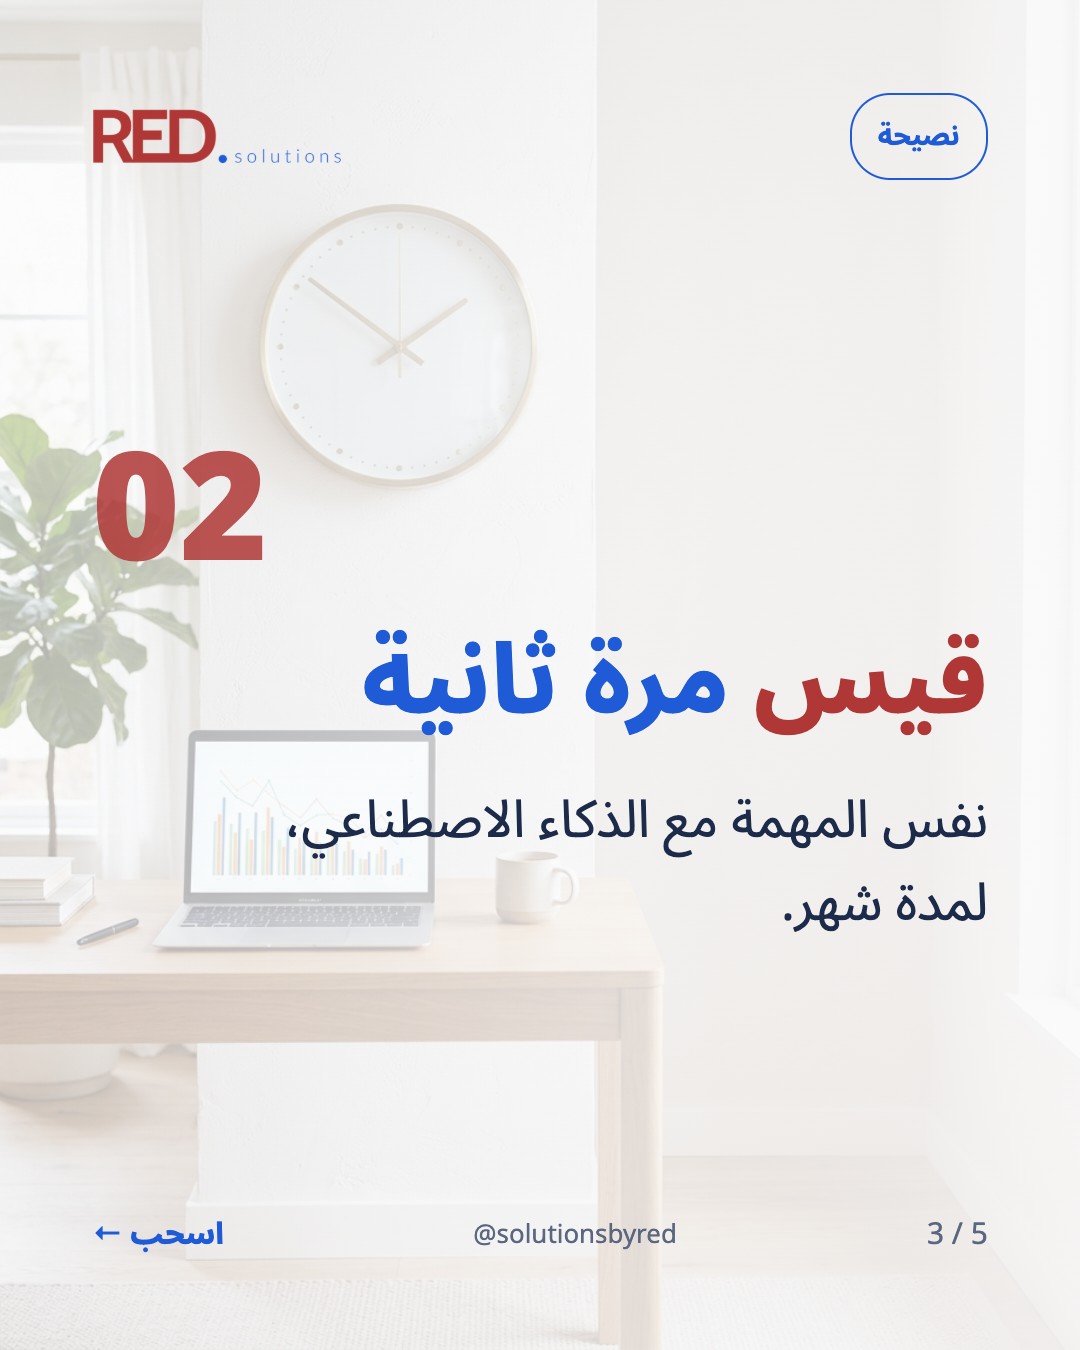 RED.solutions
نصيحة
02
قيس مرة ثانية
نفس المهمة مع الذكاء الاصطناعي،
لمدة شهر.
اسحب ←
@solutionsbyred
3 / 5